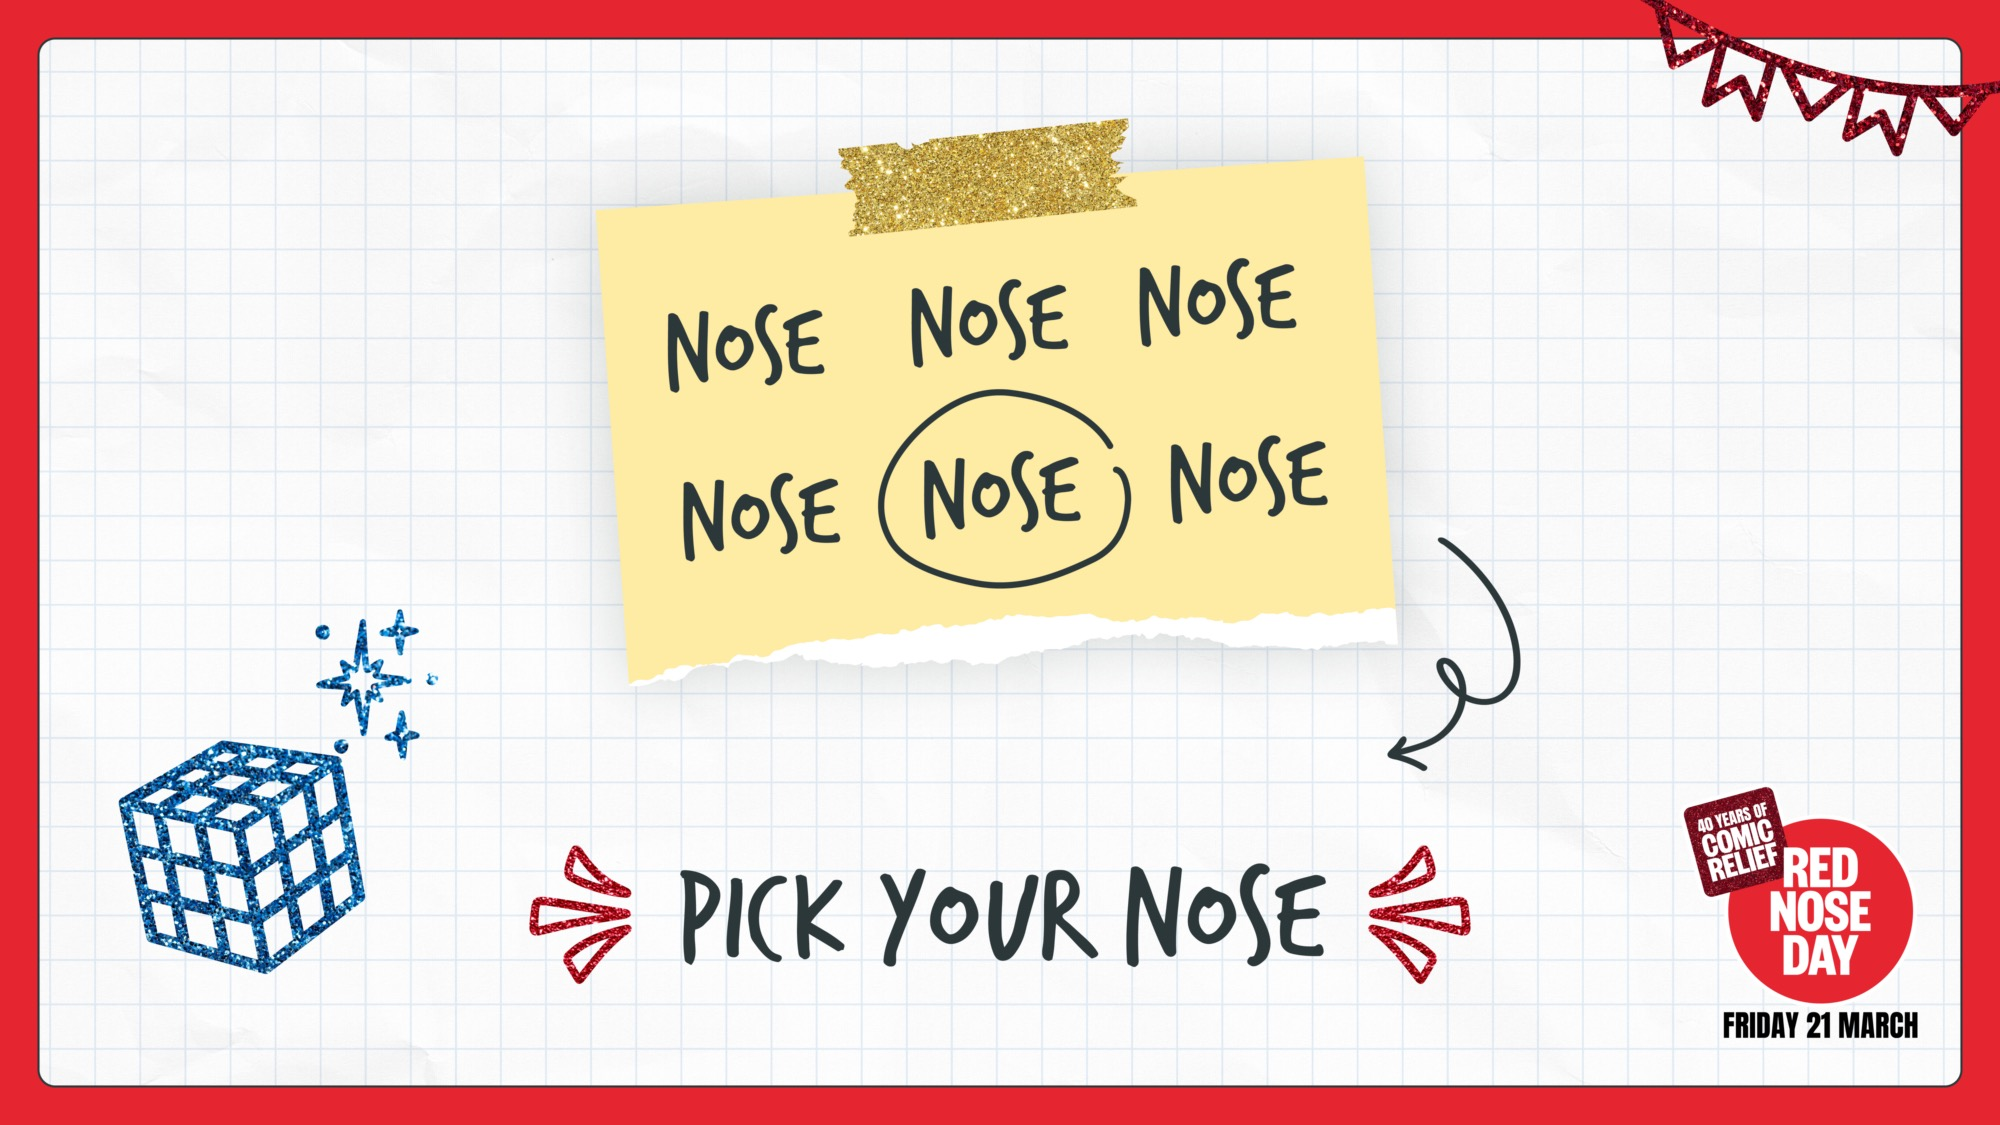 NOSE NOSE NOSE
NOSE NOSE NOSE
PICK YOUR NOSE
40 YEARS OF
COMIC
RELIEF
RED
NOSE
DAY
FRIDAY 21 MARCH